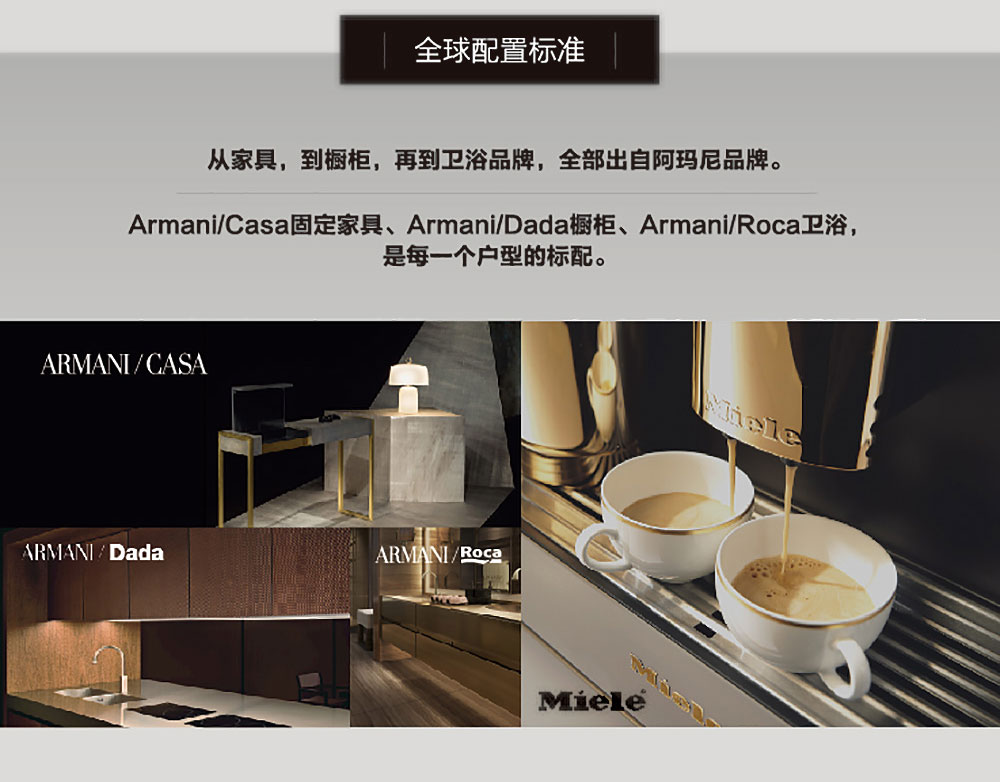 全球配置标准
从家具，到橱柜，再到卫浴品牌，全部出自阿玛尼品牌。
Armani/Casa固定家具、Armani/Dada橱柜、Armani/Roca卫浴，
是每一个户型的标配。
ARMANI / CASA
Miele
ARMANI / Dada
ARMANI / Roca
Miele
Miele